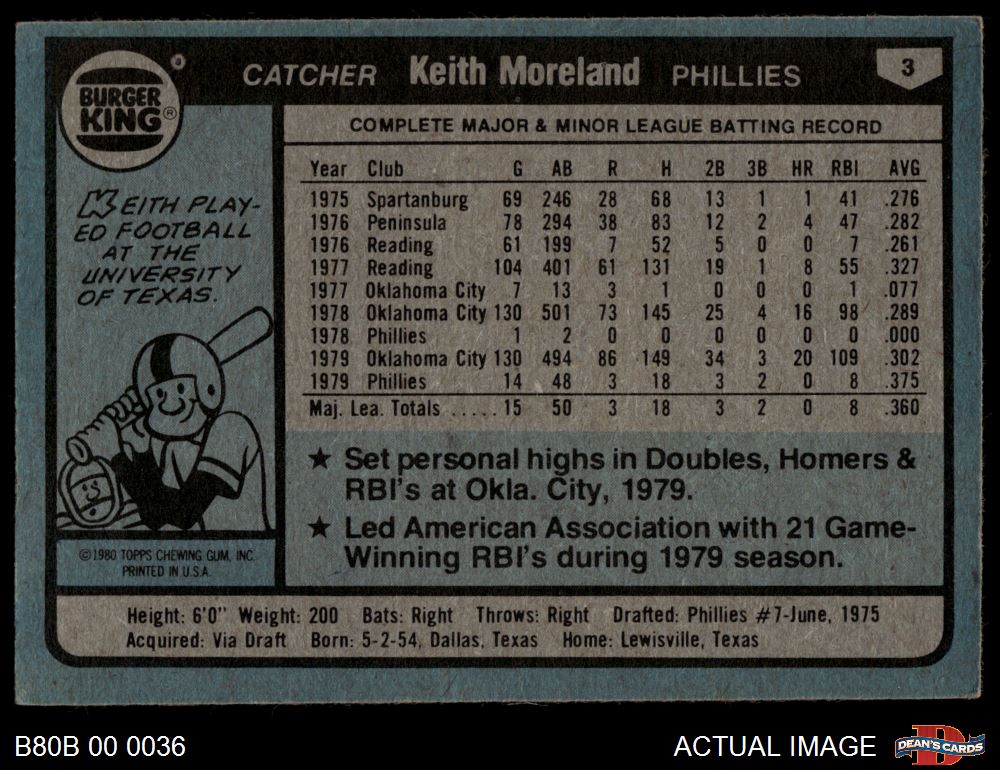 BURGER
KING®
CATCHER Keith Moreland PHILLIES
3
KEITH PLAY-
ED FOOTBALL
AT THE
UNIVERSITY
OF TEXAS.
©1980 TOPPS CHEWING GUM, INC.
PRINTED IN U.S.A.
COMPLETE MAJOR & MINOR LEAGUE BATTING RECORD
Year Club G AB R H 2B 3B HR RBI AVG
1975 Spartanburg 69 246 28 68 13 1 1 41 .276
1976 Peninsula 78 294 38 83 12 2 4 47 .282
1976 Reading 61 199 7 52 5 0 0 7 .261
1977 Reading 104 401 61 131 19 1 8 55 .327
1977 Oklahoma City 7 13 3 1 0 0 0 1 .077
1978 Oklahoma City 130 501 73 145 25 4 16 98 .289
1978 Phillies 1 2 0 0 0 0 0 0 .000
1979 Oklahoma City 130 494 86 149 34 3 20 109 .302
1979 Phillies 14 48 3 18 3 2 0 8 .375
Maj. Lea. Totals .....15 50 3 18 3 2 0 8 .360
★ Set personal highs in Doubles, Homers &
RBI's at Okla. City, 1979.
★ Led American Association with 21 Game-
Winning RBI's during 1979 season.
Height: 6'0" Weight: 200 Bats: Right Throws: Right Drafted: Phillies #7-June, 1975
Acquired: Via Draft Born: 5-2-54, Dallas, Texas Home: Lewisville, Texas
B80B 00 0036
ACTUAL IMAGE
DEAN'S CARDS